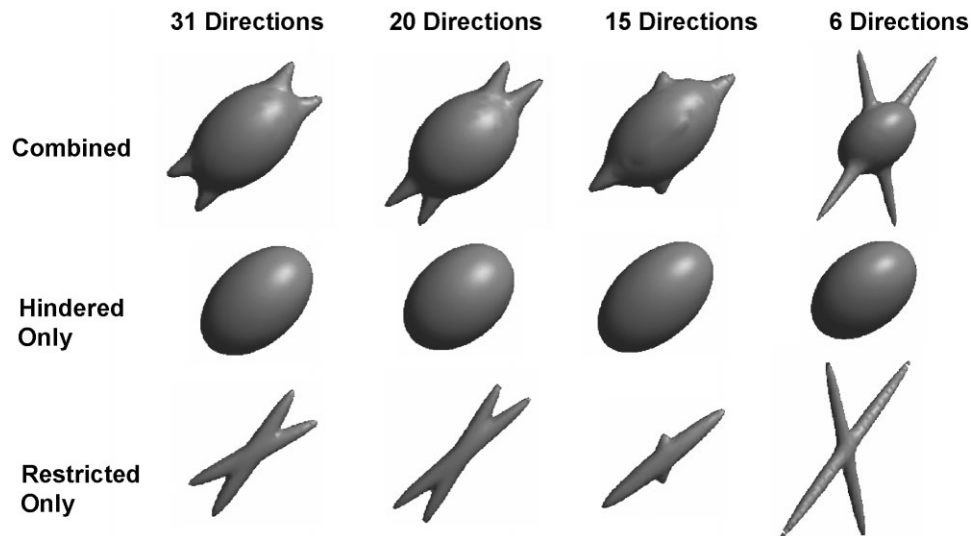 31 Directions
20 Directions
15 Directions
6 Directions
Combined
Hindered
Only
Restricted
Only